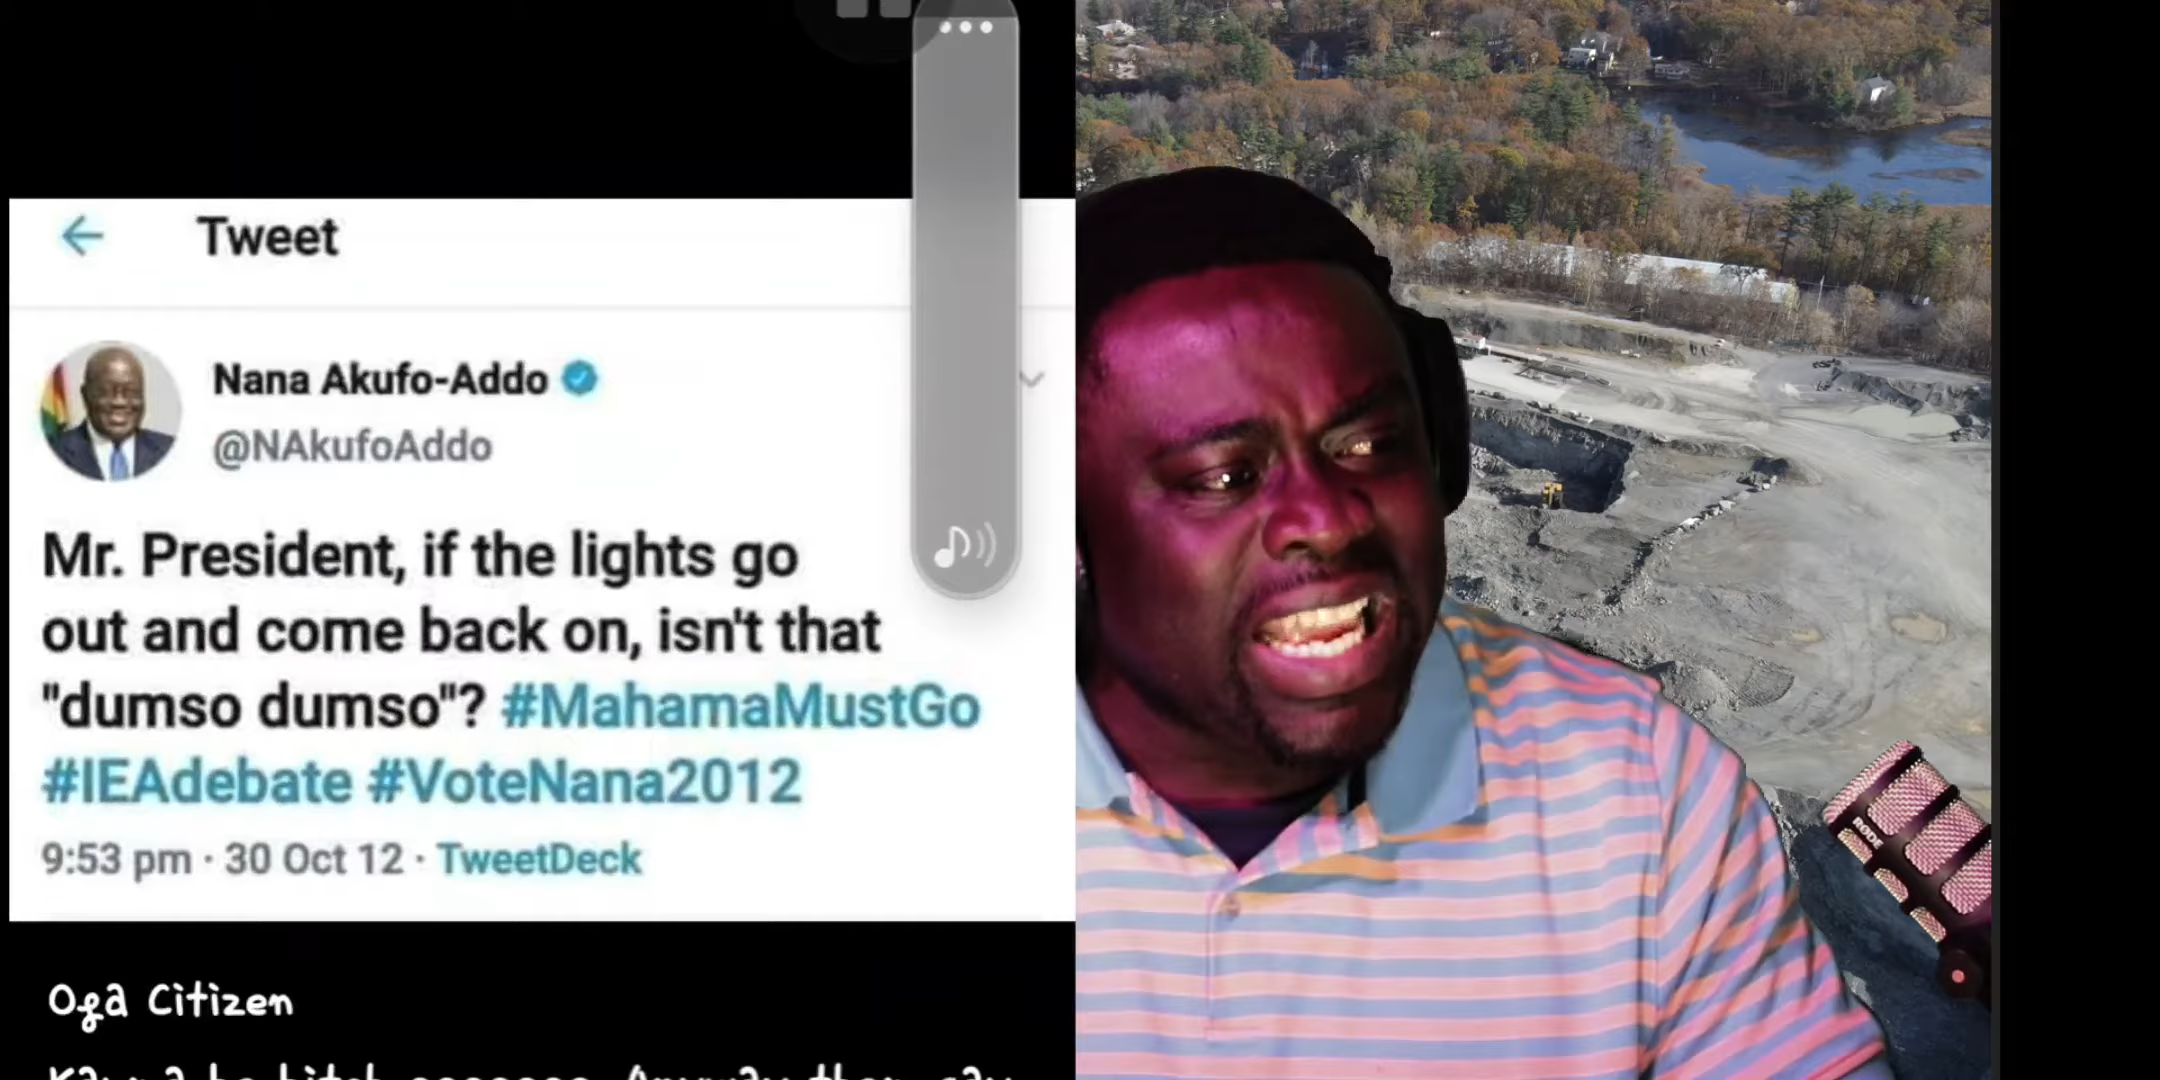 Tweet
Nana Akufo-Addo
@NAkufoAddo
Mr. President, if the lights go
out and come back on, isn't that
"dumso dumso"? #MahamaMustGo
#IEAdebate #VoteNana2012
9:53 pm · 30 Oct 12 · TweetDeck
Oga Citizen
RODE